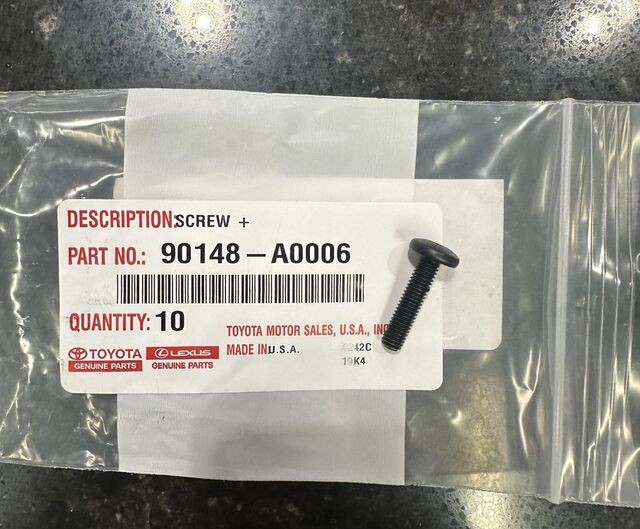 DESCRIPTION:SCREW +
PART NO.: 90148-A0006
QUANTITY: 10
TOYOTA MOTOR SALES, U.S.A., INC
TOYOTA
GENUINE PARTS
LEXUS
GENUINE PARTS
MADE IN:U.S.A.
19K4